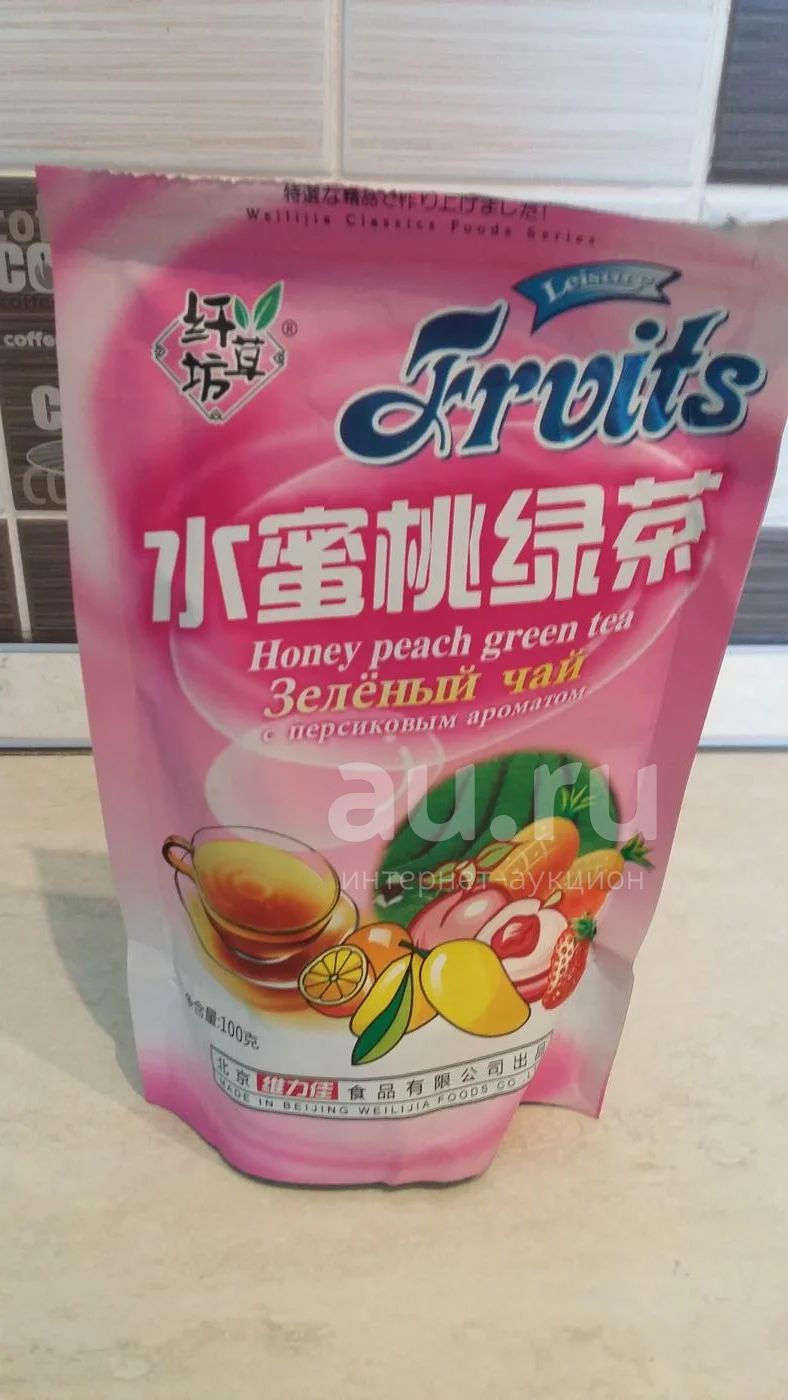 特選な精品で作り上げました!
Weilijia Classics Foods Series
Leisure
Fruits
纤
草
坊
®
水蜜桃绿茶
Honey peach green tea
Зелёный чай
с персиковым ароматом
au.ru
интернет-аукцион
净含量:100克
北京维力佳食品有限公司出品
MADE IN BEIJING WEILIJIA FOODS CO.,L
coffe